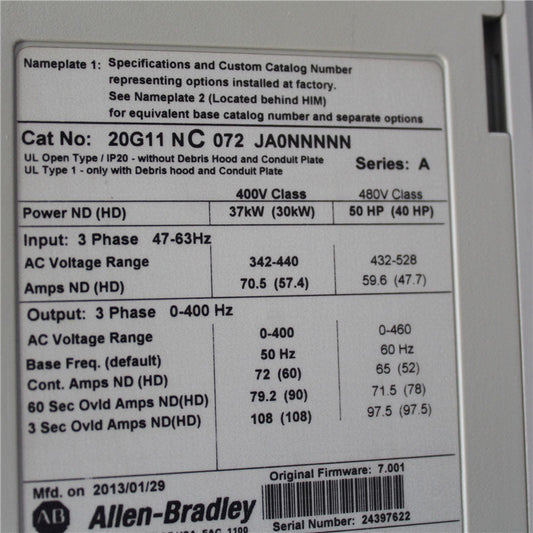 Nameplate 1: Specifications and Custom Catalog Number
representing options installed at factory.
See Nameplate 2 (Located behind HIM)
for equivalent base catalog number and separate options
Cat No: 20G11 N C 072 JA0NNNNN
UL Open Type / IP20 - without Debris Hood and Conduit Plate
UL Type 1 - only with Debris hood and Conduit Plate
Series: A
400V Class 480V Class
Power ND (HD) 37kW (30kW) 50 HP (40 HP)
Input: 3 Phase 47-63Hz
AC Voltage Range 342-440 432-528
Amps ND (HD) 70.5 (57.4) 59.6 (47.7)
Output: 3 Phase 0-400 Hz
AC Voltage Range 0-400 0-460
Base Freq. (default) 50 Hz 60 Hz
Cont. Amps ND (HD) 72 (60) 65 (52)
60 Sec Ovld Amps ND(HD) 79.2 (90) 71.5 (78)
3 Sec Ovld Amps ND(HD) 108 (108) 97.5 (97.5)
Original Firmware: 7.001
Mfd. on 2013/01/29
AB Allen-Bradley
Serial Number: 24397622